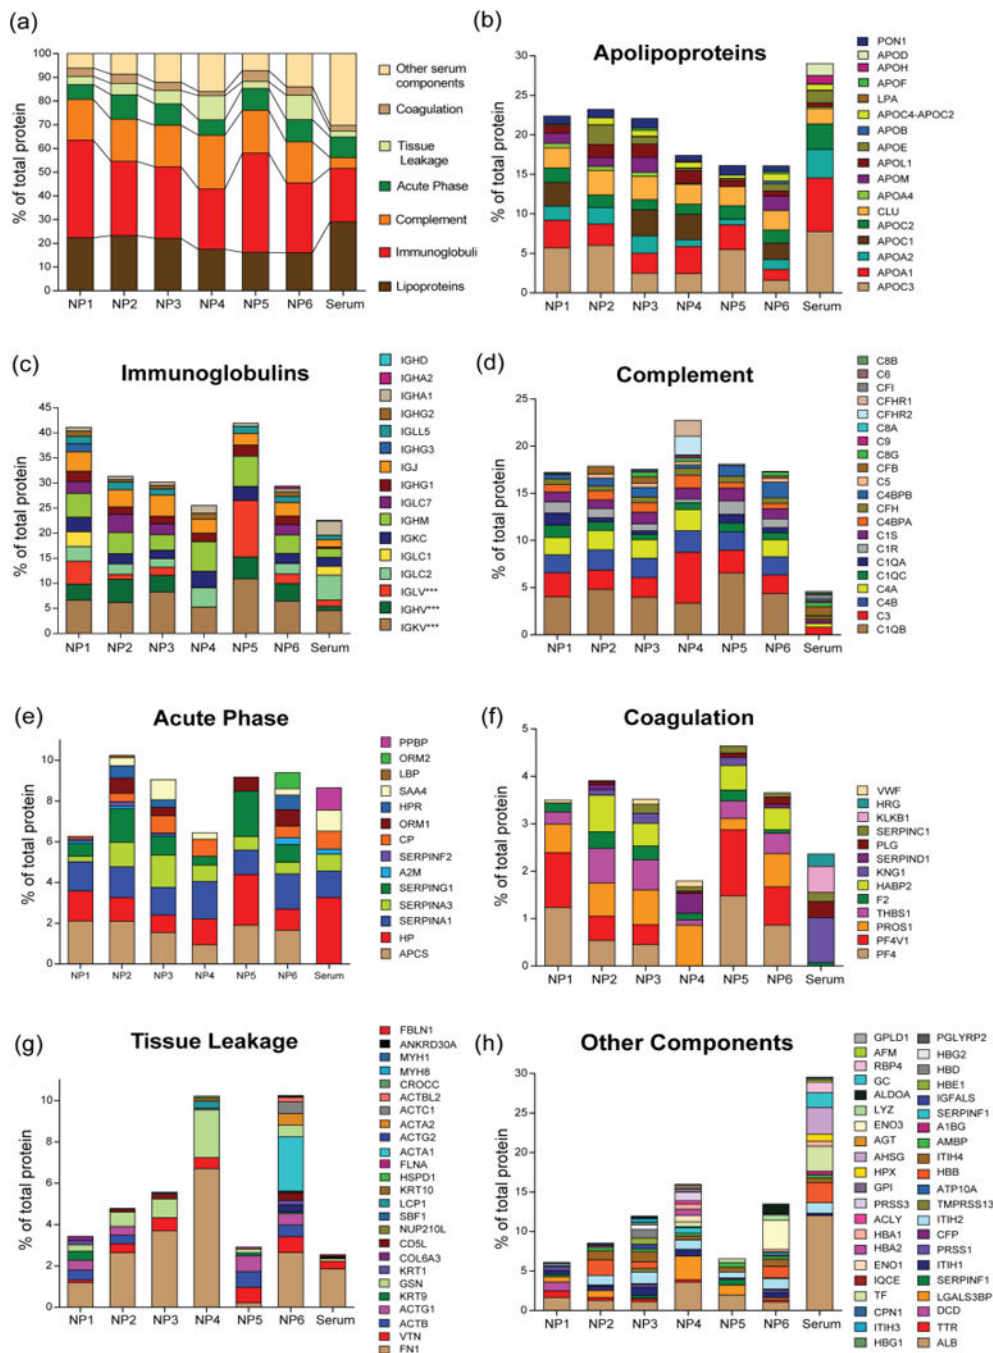 (a)
% of total protein
100
90
80
70
60
50
40
30
20
10
0
NP1 NP2 NP3 NP4 NP5 NP6 Serum
Other serum
components
Coagulation
Tissue
Leakage
Acute Phase
Complement
Immunoglobuli
Lipoproteins
(b)
Apolipoproteins
% of total protein
30
25
20
15
10
5
0
NP1 NP2 NP3 NP4 NP5 NP6 Serum
PON1
APOD
APOH
APOF
LPA
APOC4-APOC2
APOB
APOE
APOL1
APOM
APOA4
CLU
APOC2
APOC1
APOA2
APOA1
APOC3
(c)
Immunoglobulins
% of total protein
45
40
35
30
25
20
15
10
5
0
NP1 NP2 NP3 NP4 NP5 NP6 Serum
IGHD
IGHA2
IGHA1
IGHG2
IGLL5
IGHG3
IGJ
IGHG1
IGLC7
IGHM
IGKC
IGLC1
IGLC2
IGLV***
IGHV***
IGKV***
(d)
Complement
% of total protein
25
20
15
10
5
0
NP1 NP2 NP3 NP4 NP5 NP6 Serum
C8B
C6
CFI
CFHR1
CFHR2
C8A
C9
C8G
CFB
C5
C4BPB
CFH
C4BPA
C1S
C1R
C1QA
C1QC
C4A
C4B
C3
C1QB
(e)
Acute Phase
% of total protein
10
8
6
4
2
0
NP1 NP2 NP3 NP4 NP5 NP6 Serum
PPBP
ORM2
LBP
SAA4
HPR
ORM1
CP
SERPINF2
A2M
SERPING1
SERPINA3
SERPINA1
HP
APCS
(f)
Coagulation
% of total protein
5
4
3
2
1
0
NP1 NP2 NP3 NP4 NP5 NP6 Serum
VWF
HRG
KLKB1
SERPINC1
PLG
SERPIND1
KNG1
HABP2
F2
THBS1
PROS1
PF4V1
PF4
(g)
Tissue Leakage
% of total protein
10
8
6
4
2
0
NP1 NP2 NP3 NP4 NP5 NP6 Serum
FBLN1
ANKRD30A
MYH1
MYH8
CROCC
ACTBL2
ACTC1
ACTA2
ACTG2
ACTA1
FLNA
HSPD1
KRT10
LCP1
SBF1
NUP210L
CD5L
COL6A3
KRT1
GSN
KRT9
ACTG1
ACTB
VTN
FN1
(h)
Other Components
% of total protein
30
25
20
15
10
5
0
NP1 NP2 NP3 NP4 NP5 NP6 Serum
GPLD1
AFM
RBP4
GC
ALDOA
LYZ
ENO3
AGT
AHSG
HPX
GPI
PRSS3
ACLY
HBA1
HBA2
ENO1
IQCE
TF
CPN1
ITIH3
HBG1
PGLYRP2
HBG2
HBD
HBE1
IGFALS
SERPINF1
A1BG
AMBP
ITIH4
HBB
ATP10A
TMPRSS13
ITIH2
CFP
PRSS1
ITIH1
SERPINF1
LGALS3BP
DCD
TTR
ALB